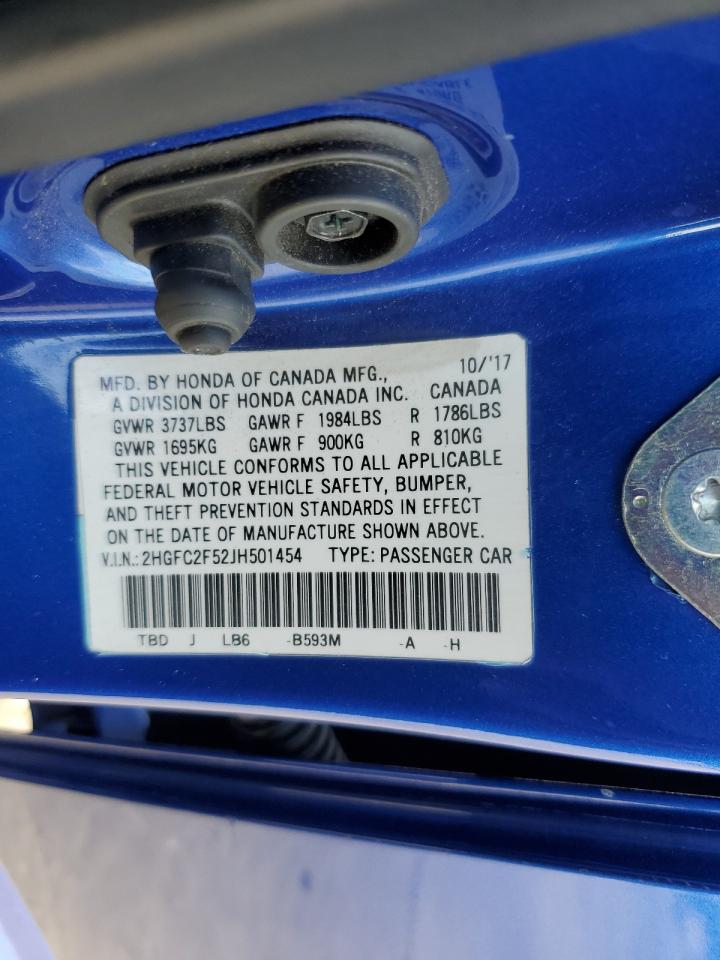 MFD. BY HONDA OF CANADA MFG., 10/'17
A DIVISION OF HONDA CANADA INC. CANADA
GVWR 3737LBS GAWR F 1984LBS R 1786LBS
GVWR 1695KG GAWR F 900KG R 810KG
THIS VEHICLE CONFORMS TO ALL APPLICABLE
FEDERAL MOTOR VEHICLE SAFETY, BUMPER,
AND THEFT PREVENTION STANDARDS IN EFFECT
ON THE DATE OF MANUFACTURE SHOWN ABOVE.
V.I.N.: 2HGFC2F52JH501454 TYPE: PASSENGER CAR
TBD J LB6 -B593M -A -H